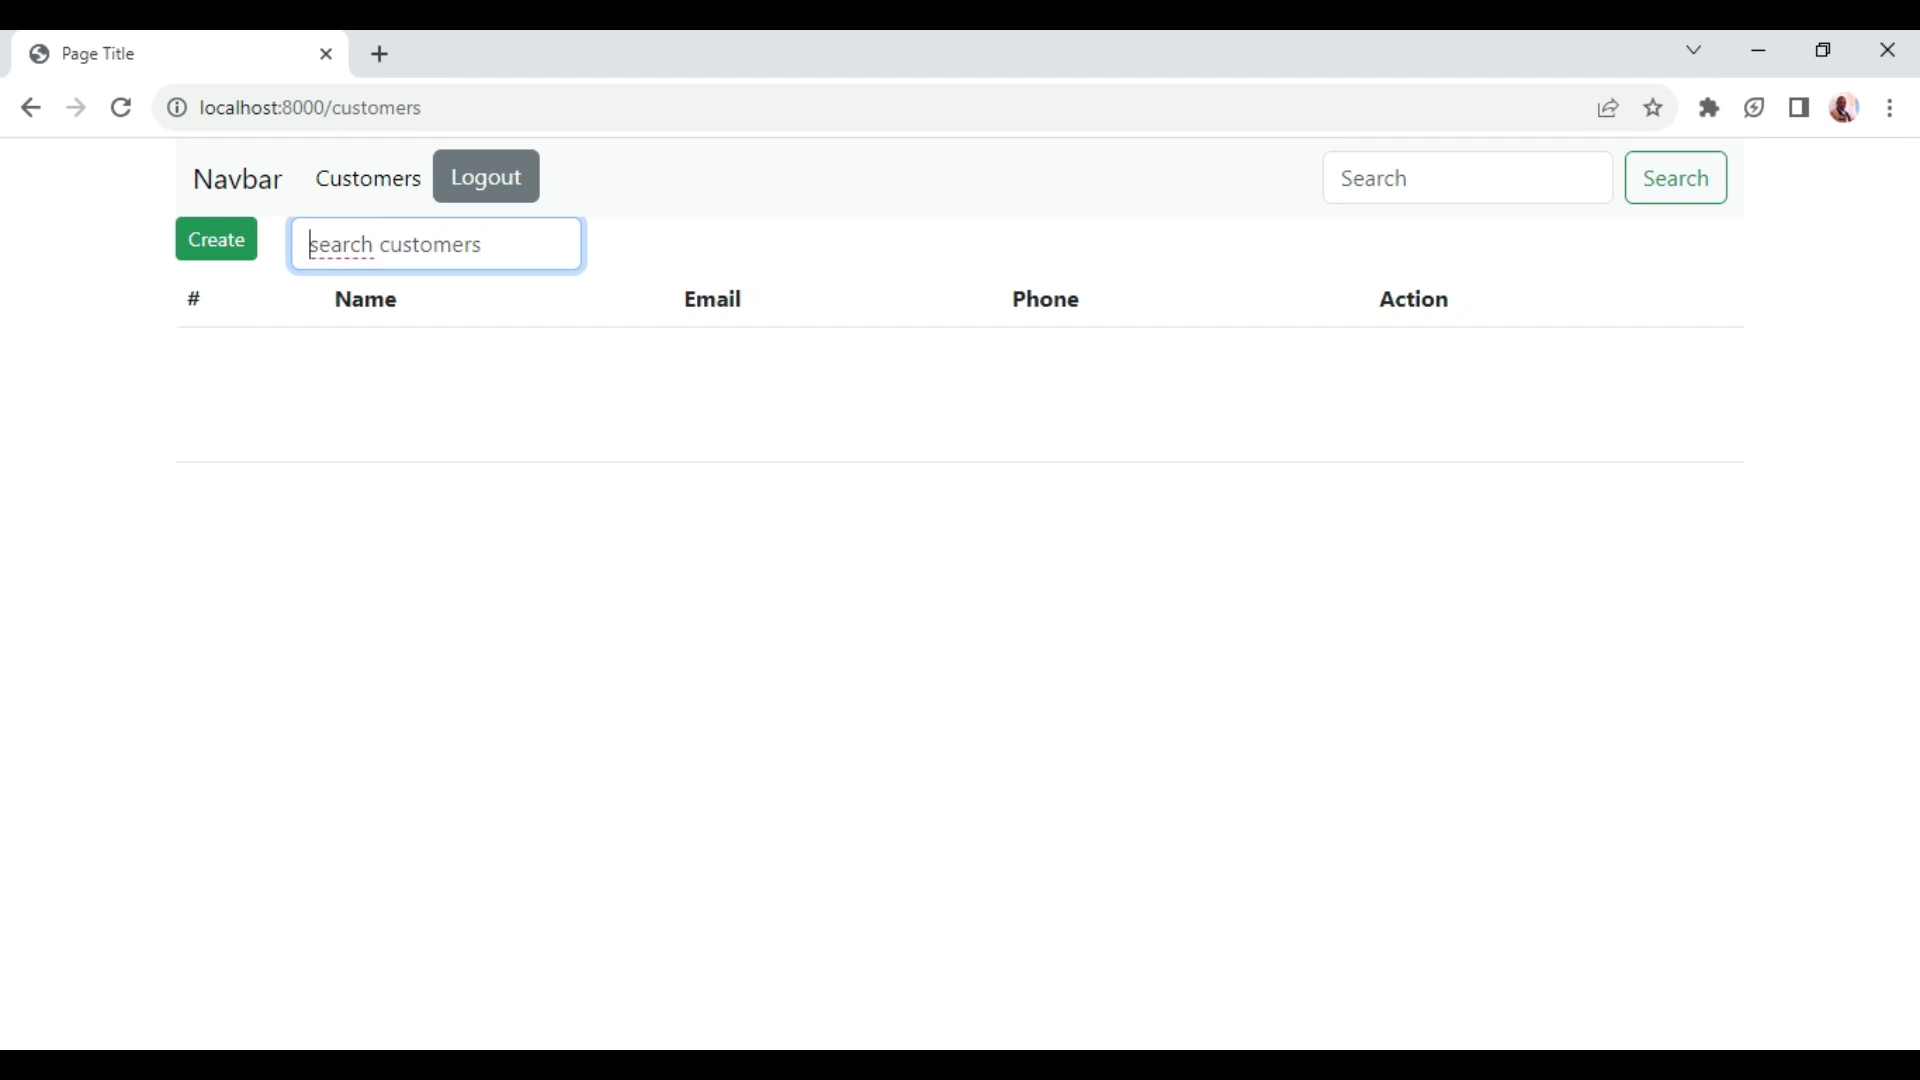 Page Title
localhost:8000/customers
Navbar Customers Logout Search Search
Create search customers
# Name Email Phone Action